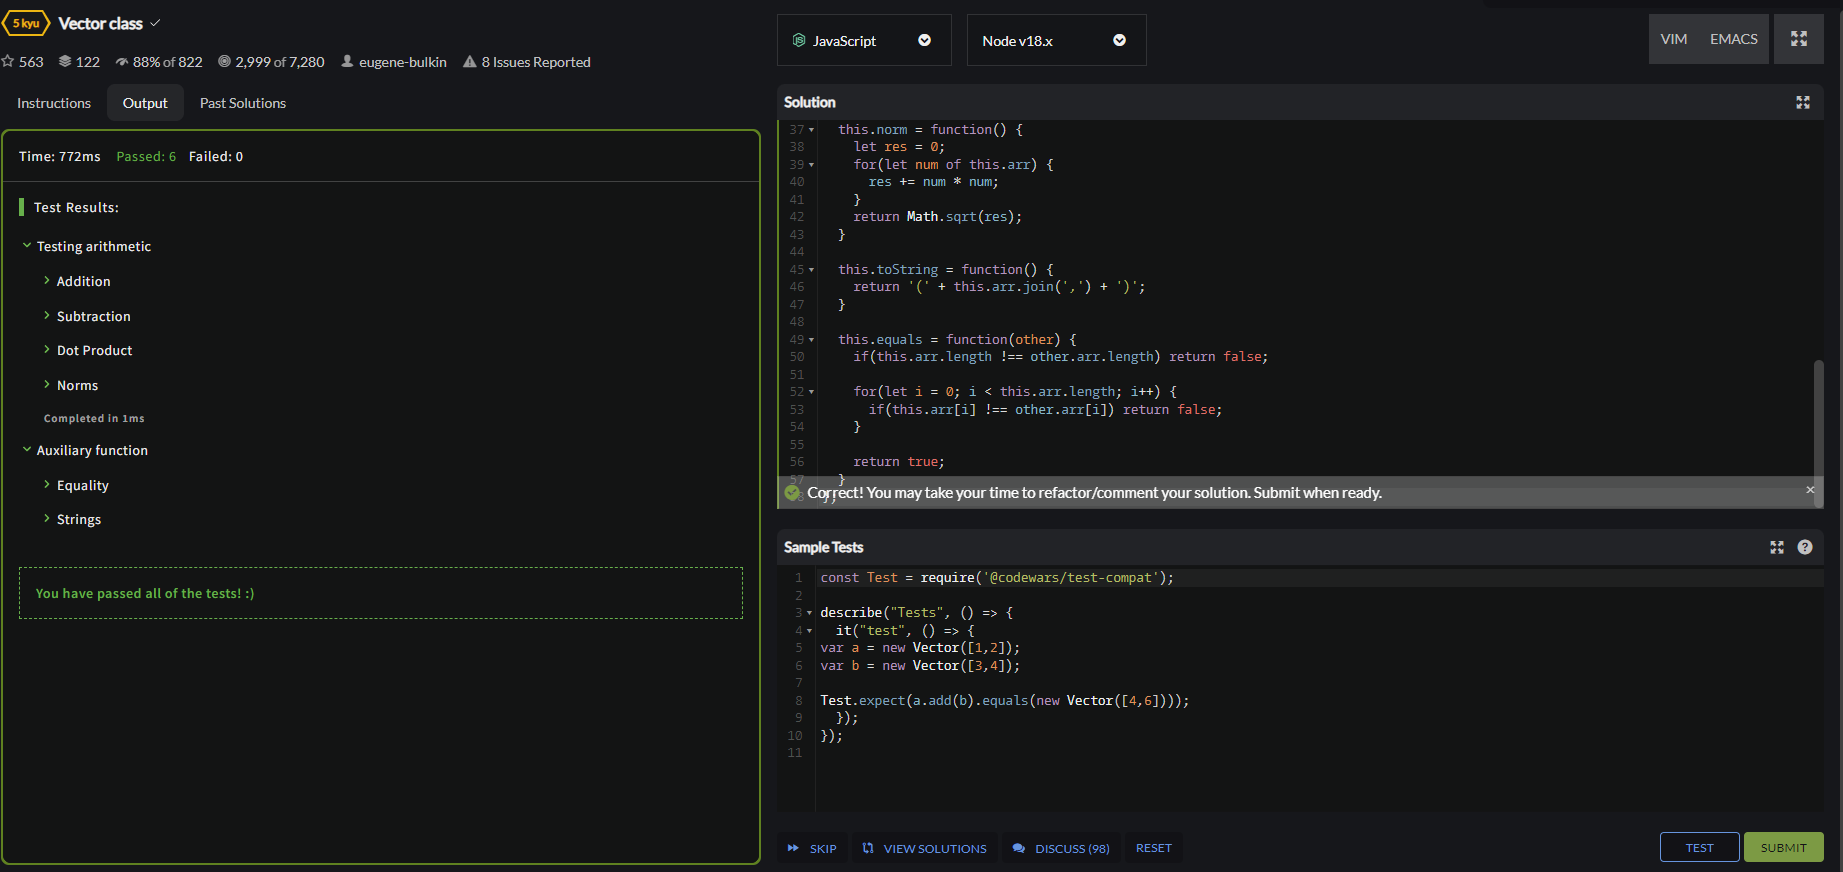 5 kyu Vector class
563 122 88% of 822 2,999 of 7,280 eugene-bulkin 8 Issues Reported
Instructions Output Past Solutions
Time: 772ms Passed: 6 Failed: 0
Test Results:
Testing arithmetic
Addition
Subtraction
Dot Product
Norms
Completed in 1ms
Auxiliary function
Equality
Strings
You have passed all of the tests! :)
JavaScript Node v18.x VIM EMACS
Solution
37 this.norm = function() {
38 let res = 0;
39 for(let num of this.arr) {
40 res += num * num;
41 }
42 return Math.sqrt(res);
43 }
44
45 this.toString = function() {
46 return '(' + this.arr.join(',') + ')';
47 }
48
49 this.equals = function(other) {
50 if(this.arr.length !== other.arr.length) return false;
51
52 for(let i = 0; i < this.arr.length; i++) {
53 if(this.arr[i] !== other.arr[i]) return false;
54 }
55
56 return true;
57 }
Correct! You may take your time to refactor/comment your solution. Submit when ready.
Sample Tests
1 const Test = require('@codewars/test-compat');
2
3 describe("Tests", () => {
4 it("test", () => {
5 var a = new Vector([1,2]);
6 var b = new Vector([3,4]);
7
8 Test.expect(a.add(b).equals(new Vector([4,6])));
9 });
10 });
11
SKIP VIEW SOLUTIONS DISCUSS (98) RESET TEST SUBMIT